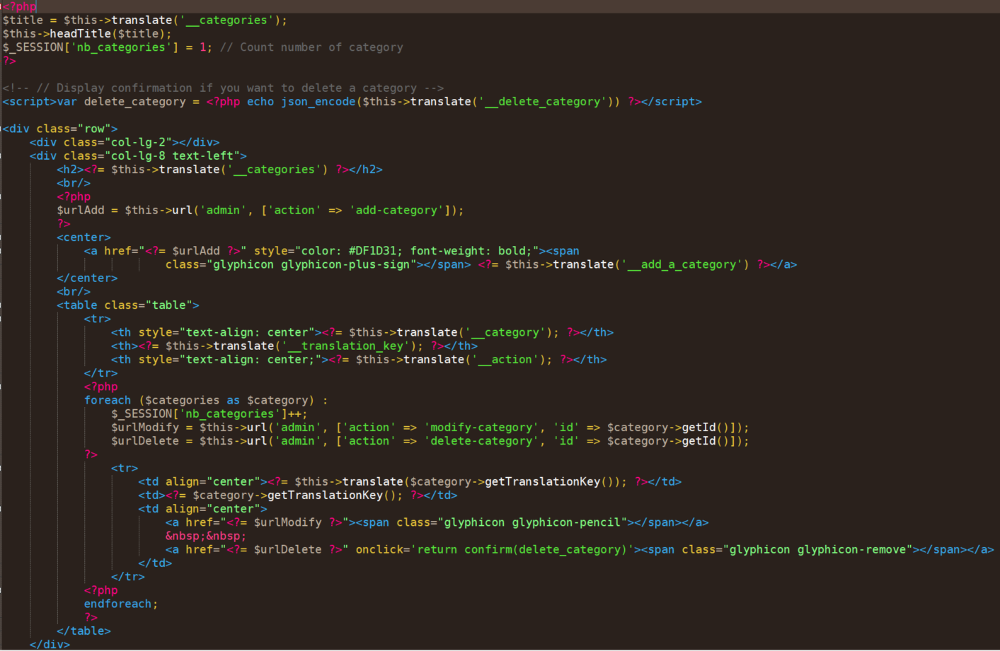 <?php
$title = $this->translate('__categories');
$this->headTitle($title);
$_SESSION['nb_categories'] = 1; // Count number of category
?>

<!-- // Display confirmation if you want to delete a category -->
<script>var delete_category = <?php echo json_encode($this->translate('__delete_category')) ?></script>

<div class="row">
    <div class="col-lg-2"></div>
    <div class="col-lg-8 text-left">
        <h2><?= $this->translate('__categories') ?></h2>
        <br/>
        <?php
        $urlAdd = $this->url('admin', ['action' => 'add-category']);
        ?>
        <center>
            <a href="<?= $urlAdd ?>" style="color: #DF1D31; font-weight: bold;"><span
                        class="glyphicon glyphicon-plus-sign"></span> <?= $this->translate('__add_a_category') ?></a>
        </center>
        <br/>
        <table class="table">
            <tr>
                <th style="text-align: center"><?= $this->translate('__category'); ?></th>
                <th><?= $this->translate('__translation_key'); ?></th>
                <th style="text-align: center;"><?= $this->translate('__action'); ?></th>
            </tr>
            <?php
            foreach ($categories as $category) :
                $_SESSION['nb_categories']++;
                $urlModify = $this->url('admin', ['action' => 'modify-category', 'id' => $category->getId()]);
                $urlDelete = $this->url('admin', ['action' => 'delete-category', 'id' => $category->getId()]);
            ?>
                <tr>
                    <td align="center"><?= $this->translate($category->getTranslationKey()); ?></td>
                    <td><?= $category->getTranslationKey(); ?></td>
                    <td align="center">
                        <a href="<?= $urlModify ?>"><span class="glyphicon glyphicon-pencil"></span></a>
                        &nbsp;&nbsp;
                        <a href="<?= $urlDelete ?>" onclick='return confirm(delete_category)'><span class="glyphicon glyphicon-remove"></span></a>
                    </td>
                </tr>
            <?php
            endforeach;
            ?>
        </table>
    </div>